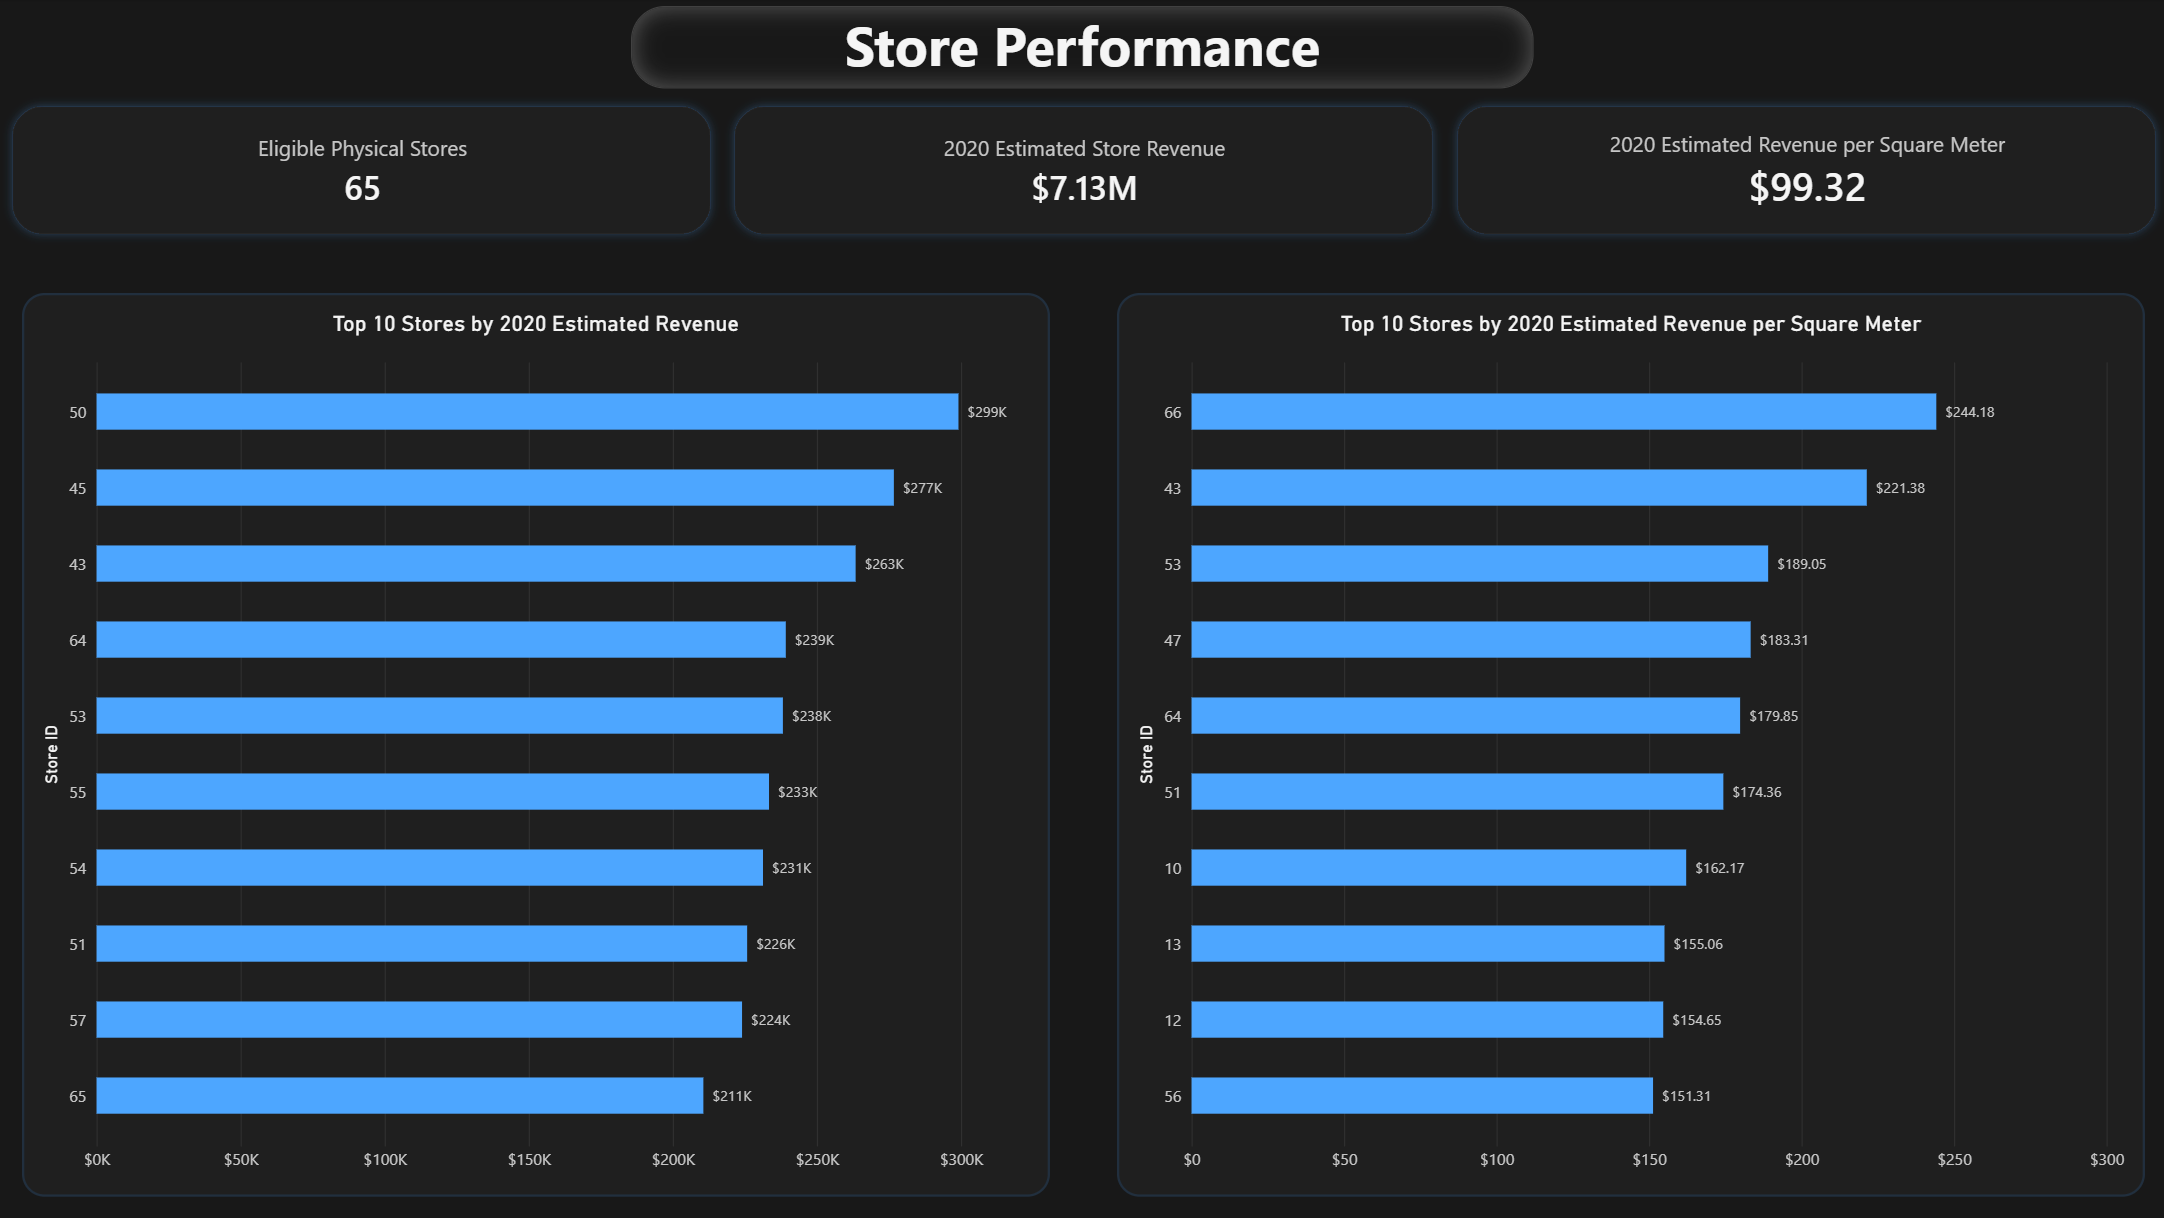 Store Performance
Eligible Physical Stores
65
2020 Estimated Store Revenue
$7.13M
2020 Estimated Revenue per Square Meter
$99.32
Top 10 Stores by 2020 Estimated Revenue
Store ID
50 $299K
45 $277K
43 $263K
64 $239K
53 $238K
55 $233K
54 $231K
51 $226K
57 $224K
65 $211K
$0K $50K $100K $150K $200K $250K $300K
Top 10 Stores by 2020 Estimated Revenue per Square Meter
Store ID
66 $244.18
43 $221.38
53 $189.05
47 $183.31
64 $179.85
51 $174.36
10 $162.17
13 $155.06
12 $154.65
56 $151.31
$0 $50 $100 $150 $200 $250 $300